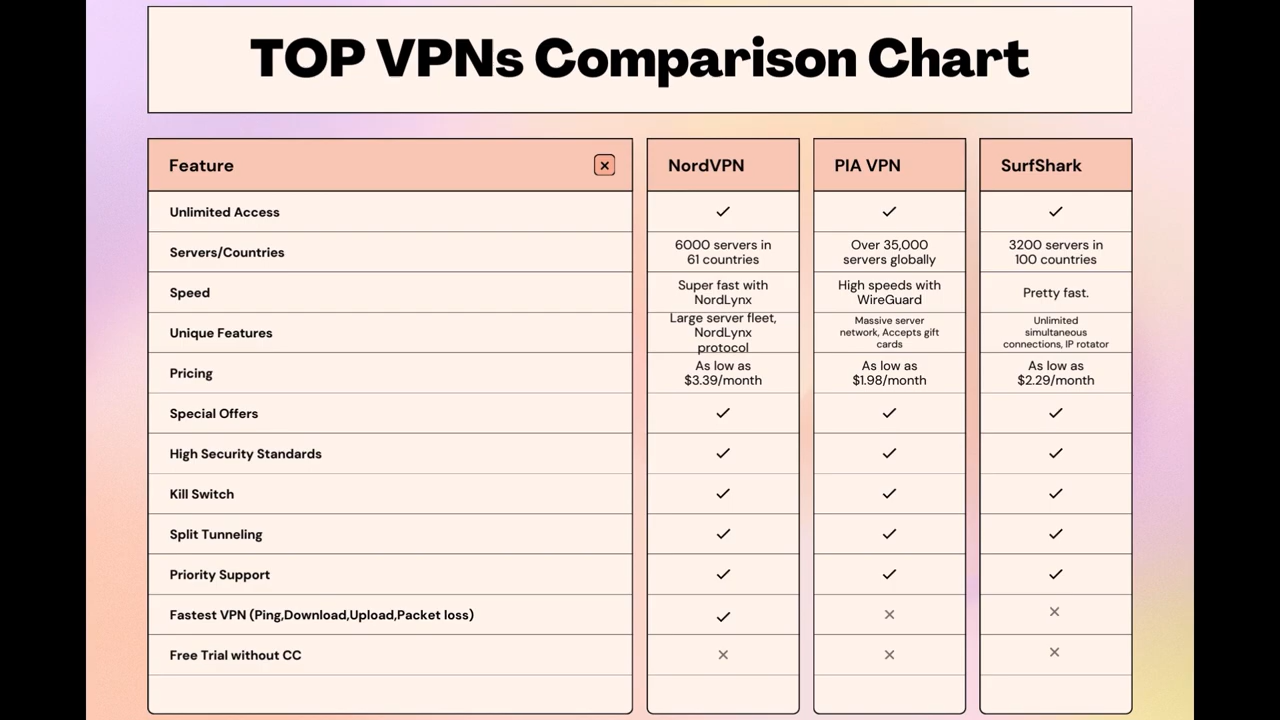 TOP VPNs Comparison Chart
Feature
NordVPN
PIA VPN
SurfShark
Unlimited Access
✓
✓
✓
Servers/Countries
6000 servers in
61 countries
Over 35,000
servers globally
3200 servers in
100 countries
Speed
Super fast with
NordLynx
High speeds with
WireGuard
Pretty fast.
Unique Features
Large server fleet,
NordLynx
protocol
Massive server
network, Accepts gift
cards
Unlimited
simultaneous
connections, IP rotator
Pricing
As low as
$3.39/month
As low as
$1.98/month
As low as
$2.29/month
Special Offers
✓
✓
✓
High Security Standards
✓
✓
✓
Kill Switch
✓
✓
✓
Split Tunneling
✓
✓
✓
Priority Support
✓
✓
✓
Fastest VPN (Ping,Download,Upload,Packet loss)
✓
✕
✕
Free Trial without CC
✕
✕
✕